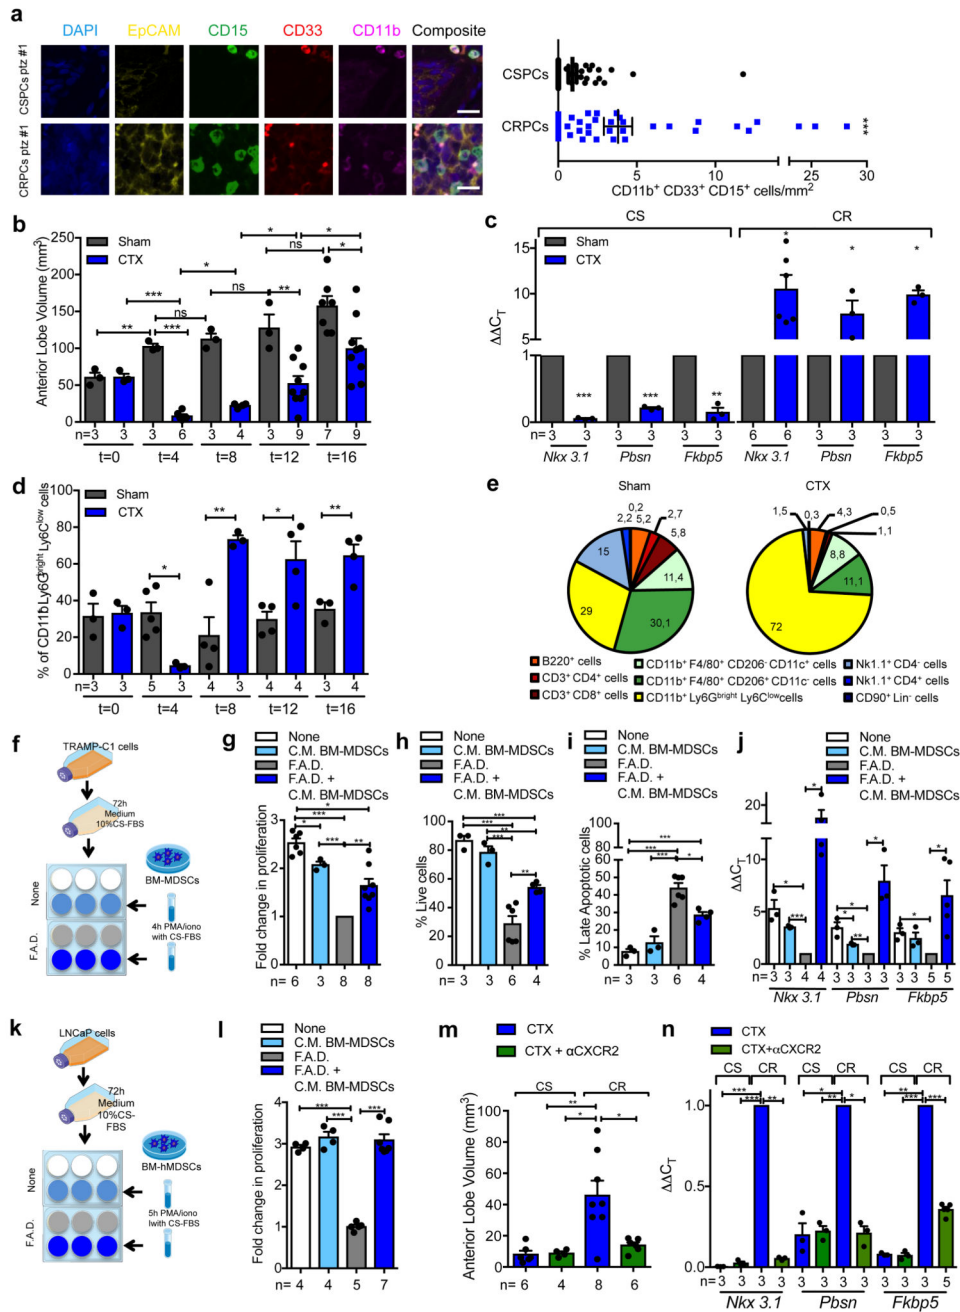 a
DAPI EpCAM CD15 CD33 CD11b Composite
CSPCs ptz #1
CRPCs ptz #1
CSPCs
CRPCs
***
0 5 10 25 30
CD11b+ CD33+ CD15+ cells/mm2
b
Anterior Lobe Volume (mm3)
250
200
150
100
50
0
Sham
CTX
** *** ns *** ns * * ns ** * *
n= 3 3 3 6 3 4 3 9 7 9
t=0 t=4 t=8 t=12 t=16
c
CS CR
Sham
CTX
ΔΔCT
15
10
5
1
0
*** *** ** * * *
n= 3 3 3 3 3 3 6 6 3 3 3 3
Nkx 3.1 Pbsn Fkbp5 Nkx 3.1 Pbsn Fkbp5
d
% of CD11b Ly6Gbright Ly6Clow cells
100
80
60
40
20
0
Sham
CTX
* ** * **
n= 3 3 5 3 4 3 4 4 3 4
t=0 t=4 t=8 t=12 t=16
e
Sham CTX
2,2 0,2 5,2 2,7 5,8 11,4 30,1 29 15
1,5 0,3 4,3 0,5 1,1 8,8 11,1 72
B220+ cells
CD3+ CD4+ cells
CD3+ CD8+ cells
CD11b+ F4/80+ CD206- CD11c+ cells
CD11b+ F4/80+ CD206+ CD11c- cells
CD11b+ Ly6Gbright Ly6Clowcells
Nk1.1+ CD4- cells
Nk1.1+ CD4+ cells
CD90+ Lin- cells
f
TRAMP-C1 cells
72h
Medium
10%CS-FBS
None
F.A.D.
BM-MDSCs
4h PMA/iono
with CS-FBS
g
None
C.M. BM-MDSCs
F.A.D.
F.A.D. +
C.M. BM-MDSCs
Fold change in proliferation
3
2
1
0
* *** * *** **
n= 6 3 8 8
h
None
C.M. BM-MDSCs
F.A.D.
F.A.D. +
C.M. BM-MDSCs
% Live cells
100
80
60
40
20
0
*** *** ** *** **
3 3 6 4
i
None
C.M. BM-MDSCs
F.A.D.
F.A.D. +
C.M. BM-MDSCs
% Late Apoptotic cells
100
80
60
50
40
30
20
10
0
*** *** *** *
3 3 6 4
j
None
C.M. BM-MDSCs
F.A.D.
F.A.D. +
C.M. BM-MDSCs
ΔΔCT
20
10
5
0
* *** * * * ** * * *
3 3 4 4 3 3 3 3 3 3 5 5
Nkx 3.1 Pbsn Fkbp5
k
LNCaP cells
72h
Medium
10%CS-
FBS
None
F.A.D.
BM-hMDSCs
5h PMA/iono
lwith CS-FBS
l
None
C.M. BM-MDSCs
F.A.D.
F.A.D. +
C.M. BM-MDSCs
Fold change in proliferation
4
3
2
1
0
*** *** ***
n= 4 4 5 7
m
CTX
CTX + αCXCR2
CS CR
Anterior Lobe Volume (mm3)
100
80
60
40
20
0
** * *
n= 6 4 8 6
n
CTX
CTX+αCXCR2
CS CR CS CR CS CR
ΔΔCT
1.0
0.5
0.0
*** *** ** * ** * ** *** ***
n= 3 3 3 3 3 3 3 3 3 3 3 5
Nkx 3.1 Pbsn Fkbp5